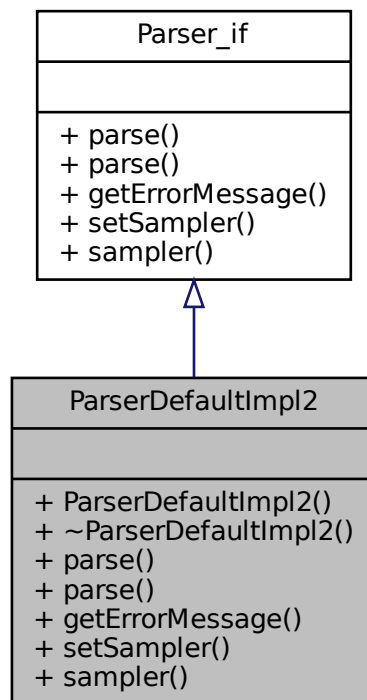 Parser_if
+ parse()
+ parse()
+ getErrorMessage()
+ setSampler()
+ sampler()
ParserDefaultImpl2
+ ParserDefaultImpl2()
+ ~ParserDefaultImpl2()
+ parse()
+ parse()
+ getErrorMessage()
+ setSampler()
+ sampler()